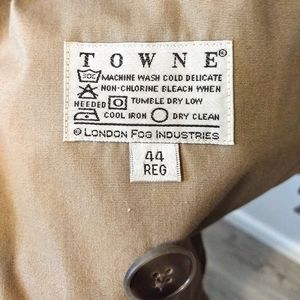 TOWNE®
30C MACHINE WASH COLD DELICATE
NON-CHLORINE BLEACH WHEN
NEEDED TUMBLE DRY LOW
COOL IRON DRY CLEAN
© LONDON FOG INDUSTRIES
44
REG